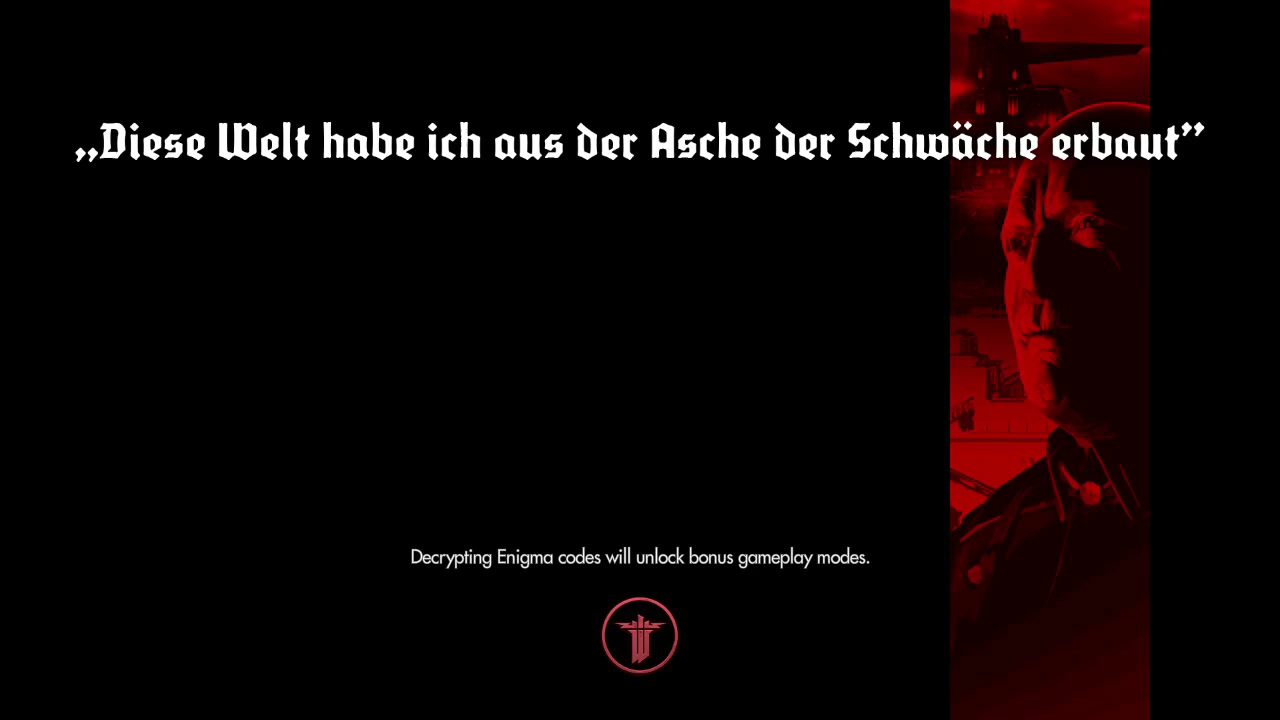 „Diese Welt habe ich aus der Asche der Schwäche erbaut”
Decrypting Enigma codes will unlock bonus gameplay modes.